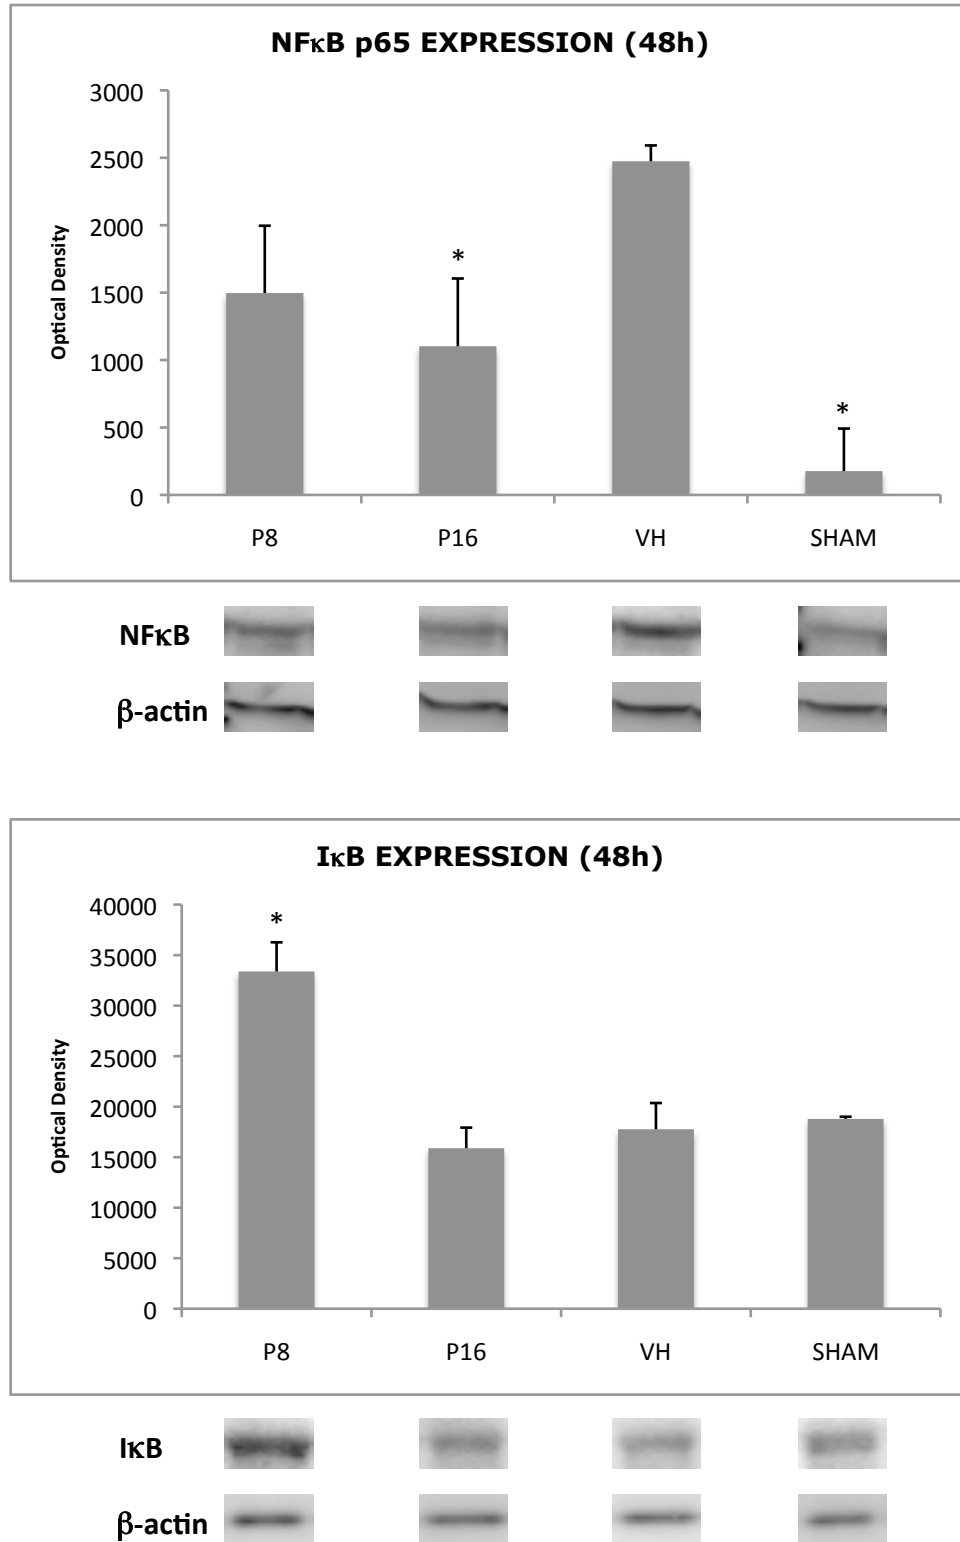 NFκB p65 EXPRESSION (48h)
3000
2500
2000
1500
1000
500
0
Optical Density
*
*
P8 P16 VH SHAM
NFκB
β-actin
IκB EXPRESSION (48h)
40000
35000
30000
25000
20000
15000
10000
5000
0
Optical Density
*
P8 P16 VH SHAM
IκB
β-actin